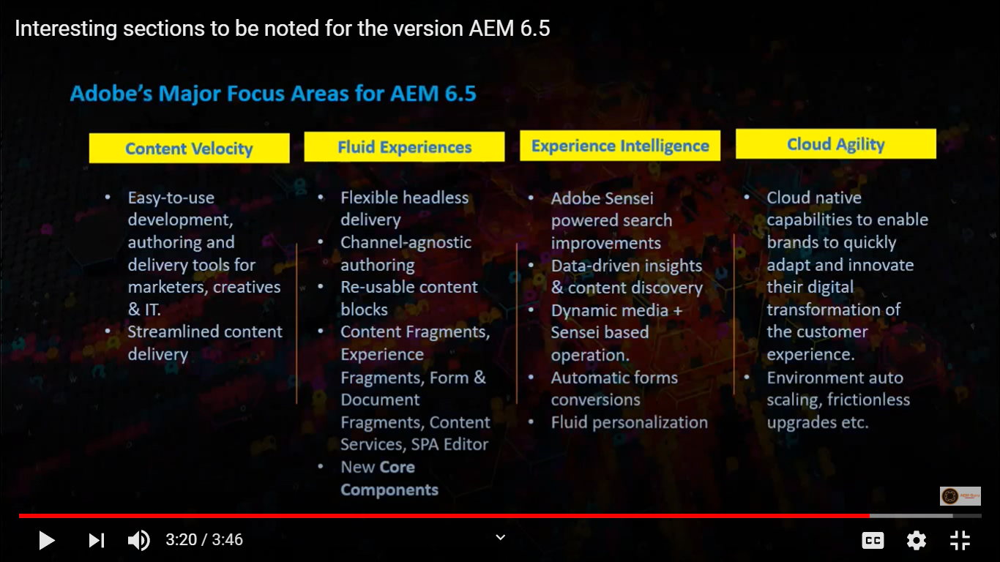 Interesting sections to be noted for the version AEM 6.5
Adobe's Major Focus Areas for AEM 6.5
Content Velocity
• Easy-to-use
development,
authoring and
delivery tools for
marketers, creatives
& IT.
• Streamlined content
delivery
Fluid Experiences
• Flexible headless
delivery
• Channel-agnostic
authoring
• Re-usable content
blocks
• Content Fragments,
Experience
Fragments, Form &
Document
Fragments, Content
Services, SPA Editor
• New Core
Components
Experience Intelligence
• Adobe Sensei
powered search
improvements
• Data-driven insights
& content discovery
• Dynamic media +
Sensei based
operation.
• Automatic forms
conversions
• Fluid personalization
Cloud Agility
• Cloud native
capabilities to enable
brands to quickly
adapt and innovate
their digital
transformation of
the customer
experience.
• Environment auto
scaling, frictionless
upgrades etc.
3:20 / 3:46
CC